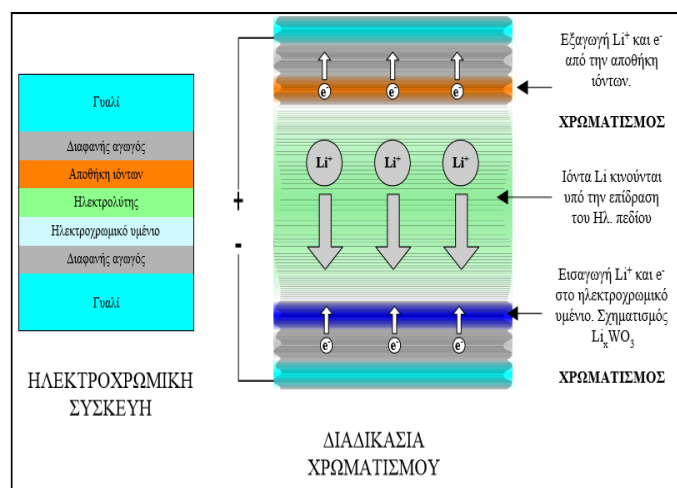 Γυαλί
Διαφανής αγωγός
Αποθήκη ιόντων
Ηλεκτρολύτης
Ηλεκτροχρωμικό υμένιο
Διαφανής αγωγός
Γυαλί
ΗΛΕΚΤΡΟΧΡΩΜΙΚΗ
ΣΥΣΚΕΥΗ
+
-
e⁻ e⁻ e⁻
Li⁺ Li⁺ Li⁺
e⁻ e⁻ e⁻
ΔΙΑΔΙΚΑΣΙΑ
ΧΡΩΜΑΤΙΣΜΟΥ
Εξαγωγή Li⁺ και e⁻
από την αποθήκη
ιόντων.
ΧΡΩΜΑΤΙΣΜΟΣ
Ιόντα Li κινούνται
υπό την επίδραση
του Ηλ. πεδίου
Εισαγωγή Li⁺ και e⁻
στο ηλεκτροχρωμικό
υμένιο. Σχηματισμός
LiₓWO₃
ΧΡΩΜΑΤΙΣΜΟΣ